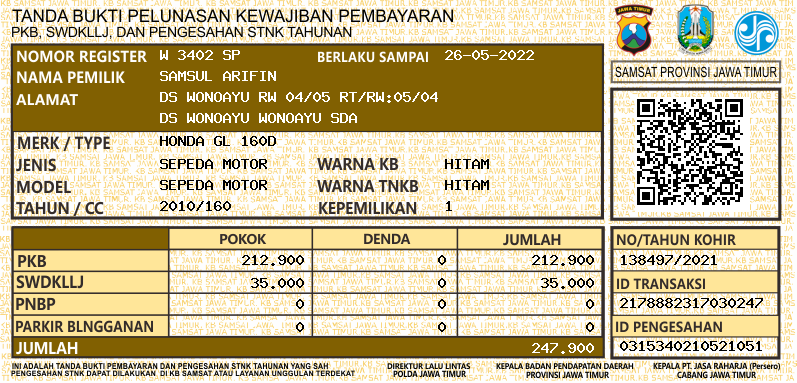 TANDA BUKTI PELUNASAN KEWAJIBAN PEMBAYARAN
PKB, SWDKLLJ, DAN PENGESAHAN STNK TAHUNAN
JAWA TIMUR
SAMSAT PROVINSI JAWA TIMUR
NOMOR REGISTER W 3402 SP BERLAKU SAMPAI 26-05-2022
NAMA PEMILIK SAMSUL ARIFIN
ALAMAT DS WONOAYU RW 04/05 RT/RW:05/04
DS WONOAYU WONOAYU SDA
MERK / TYPE HONDA GL 160D
JENIS SEPEDA MOTOR WARNA KB HITAM
MODEL SEPEDA MOTOR WARNA TNKB HITAM
TAHUN / CC 2010/160 KEPEMILIKAN 1
POKOK DENDA JUMLAH
PKB 212.900 0 212.900
SWDKLLJ 35.000 0 35.000
PNBP 0 0 0
PARKIR BLNGGANAN 0 0 0
JUMLAH 247.900
NO/TAHUN KOHIR
138497/2021
ID TRANSAKSI
2178882317030247
ID PENGESAHAN
0315340210521051
INI ADALAH TANDA BUKTI PEMBAYARAN DAN PENGESAHAN STNK TAHUNAN YANG SAH
PENGESAHAN STNK DAPAT DILAKUKAN DI KB SAMSAT ATAU LAYANAN UNGGULAN TERDEKAT
DIREKTUR LALU LINTAS
POLDA JAWA TIMUR
KEPALA BADAN PENDAPATAN DAERAH
PROVINSI JAWA TIMUR
KEPALA PT. JASA RAHARJA (Persero)
CABANG JAWA TIMUR